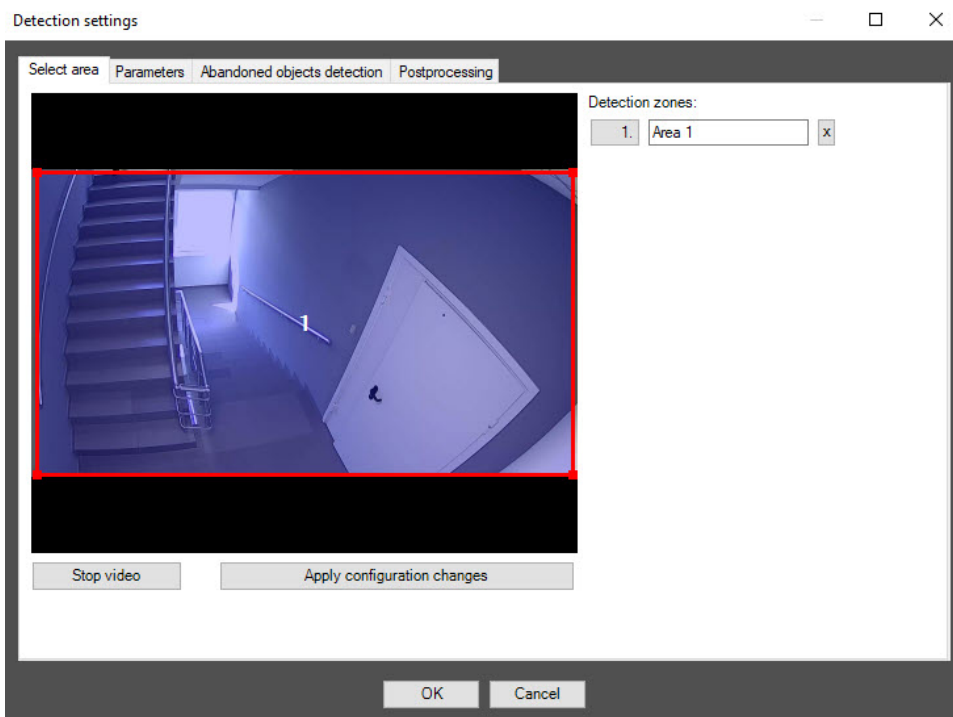 Detection settings
Select area Parameters Abandoned objects detection Postprocessing
Detection zones:
1. Area 1 x
1
Stop video Apply configuration changes
OK Cancel